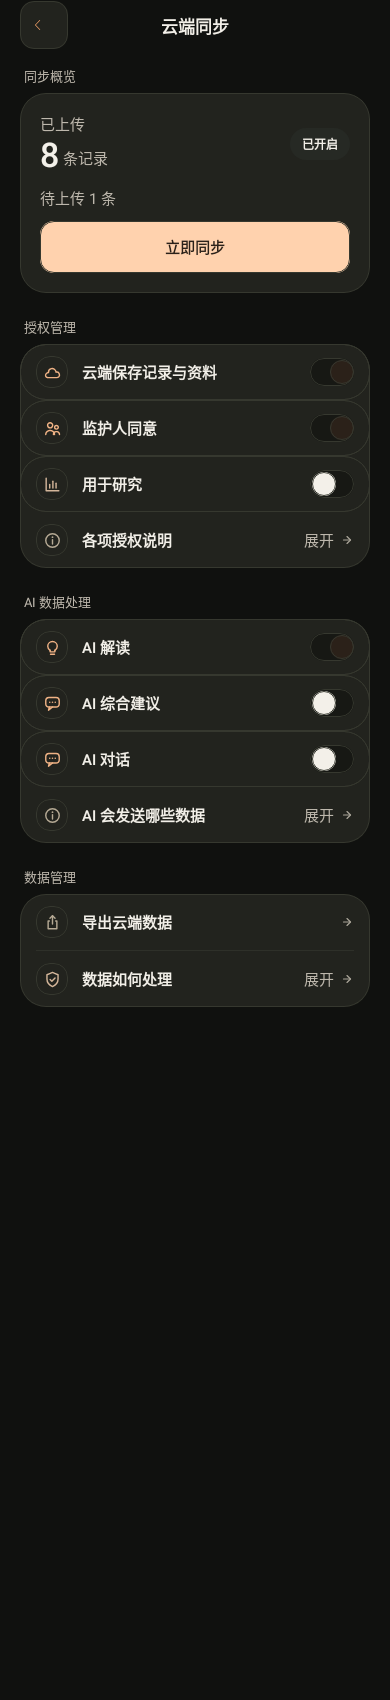 云端同步
同步概览
已上传
8 条记录
已开启
待上传 1 条
立即同步
授权管理
云端保存记录与资料
监护人同意
用于研究
各项授权说明 展开
AI 数据处理
AI 解读
AI 综合建议
AI 对话
AI 会发送哪些数据 展开
数据管理
导出云端数据
数据如何处理 展开